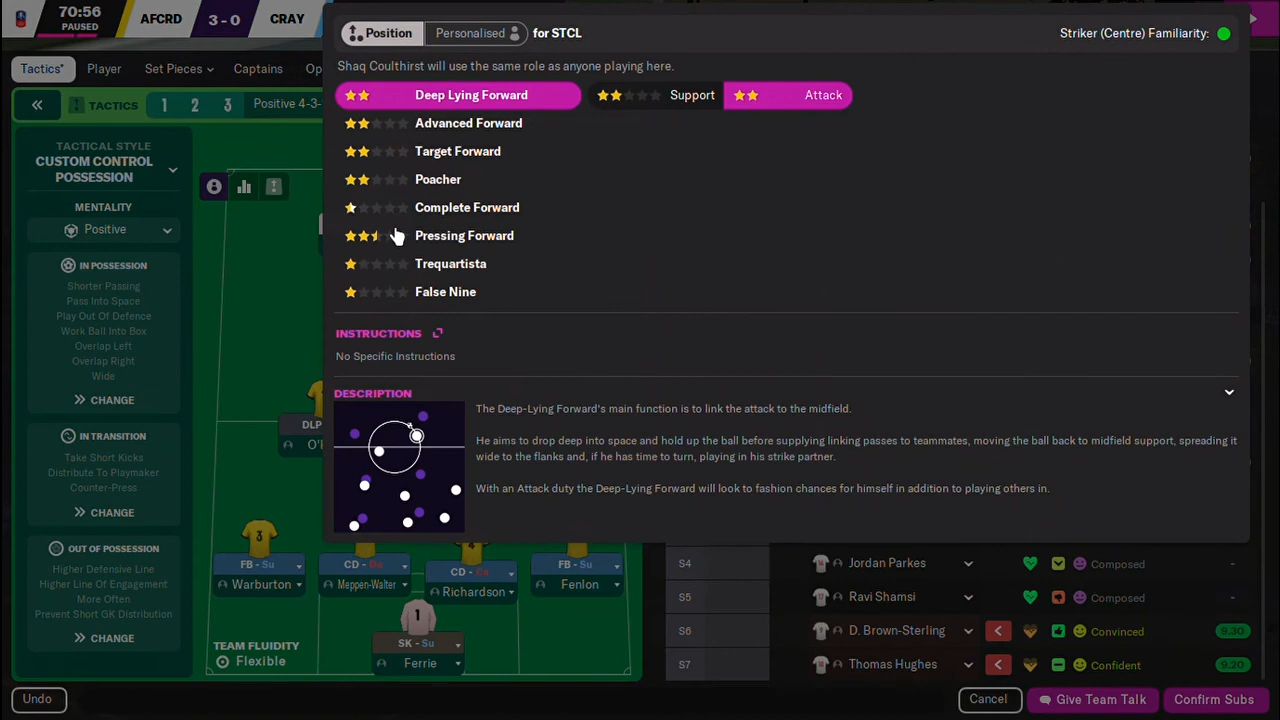 70:56
PAUSED
AFCRD
3 - 0
CRAY
Position
Personalised
for STCL
Striker (Centre) Familiarity:
Tactics*
Player
Set Pieces
Captains
Shaq Coulthirst will use the same role as anyone playing here.
TACTICS
1
2
3
Positive 4-3-
Deep Lying Forward
Support
Attack
Advanced Forward
Target Forward
Poacher
Complete Forward
Pressing Forward
Trequartista
False Nine
TACTICAL STYLE
CUSTOM CONTROL
POSSESSION
MENTALITY
Positive
IN POSSESSION
Shorter Passing
Pass Into Space
Play Out Of Defence
Work Ball Into Box
Overlap Left
Overlap Right
Wide
CHANGE
IN TRANSITION
Take Short Kicks
Distribute To Playmaker
Counter-Press
CHANGE
OUT OF POSSESSION
Higher Defensive Line
Higher Line Of Engagement
More Often
Prevent Short GK Distribution
CHANGE
INSTRUCTIONS
No Specific Instructions
DESCRIPTION
The Deep-Lying Forward's main function is to link the attack to the midfield.
He aims to drop deep into space and hold up the ball before supplying linking passes to teammates, moving the ball back to midfield support, spreading it
wide to the flanks and, if he has time to turn, playing in his strike partner.
With an Attack duty the Deep-Lying Forward will look to fashion chances for himself in addition to playing others in.
DLP
3
4
FB - Su
CD - De
CD - Co
FB - Su
Warburton
Meppen-Walter
Richardson
Fenlon
1
SK - Su
Ferrie
TEAM FLUIDITY
Flexible
S4
Jordan Parkes
Composed
-
S5
Ravi Shamsi
Composed
-
S6
D. Brown-Sterling
Convinced
9.30
S7
Thomas Hughes
Confident
9.20
Undo
Cancel
Give Team Talk
Confirm Subs